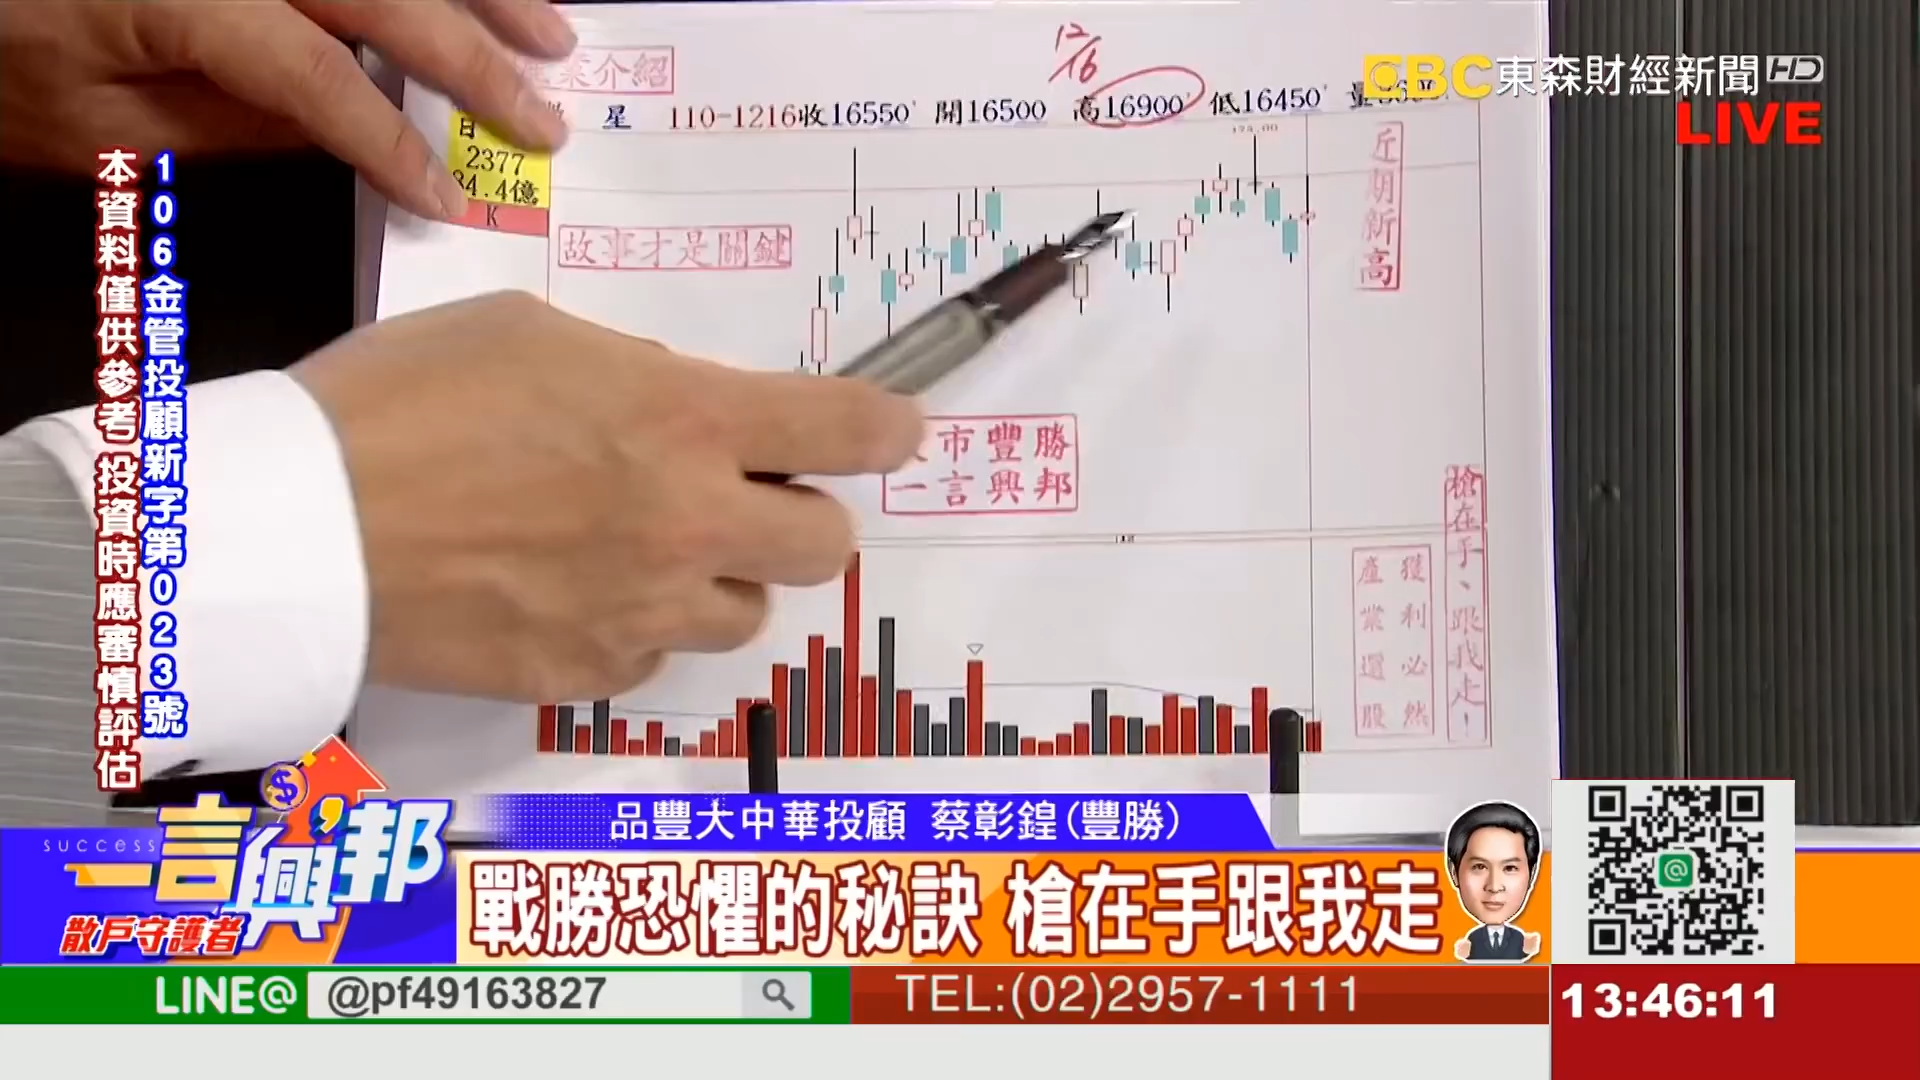 產業介紹
12/16
星 110-1216收16550 開16500 高16900 低16450 量
日
2377
84.4億
K
175.00
故事才是關鍵
近期新高
市豐勝
一言興邦
獲利必然
產業選股
槍在手、跟我走!
EBC東森財經新聞HD
LIVE
106金管投顧新字第023號
本資料僅供參考 投資時應審慎評估
success
一言興邦
散戶守護者
品豐大中華投顧 蔡彰鍠(豐勝)
戰勝恐懼的秘訣 槍在手跟我走
LINE@ @pf49163827
TEL:(02)2957-1111
13:46:11